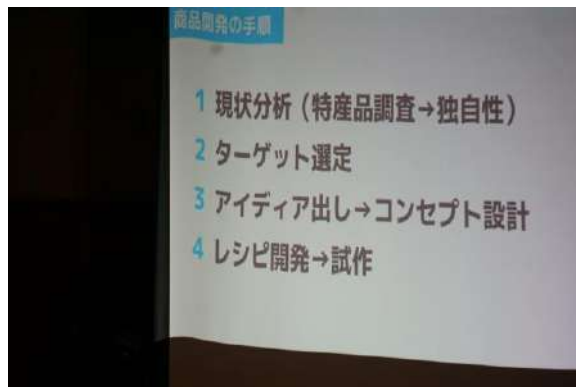 商品開発の手順
1 現状分析（特産品調査→独自性）
2 ターゲット選定
3 アイディア出し→コンセプト設計
4 レシピ開発→試作